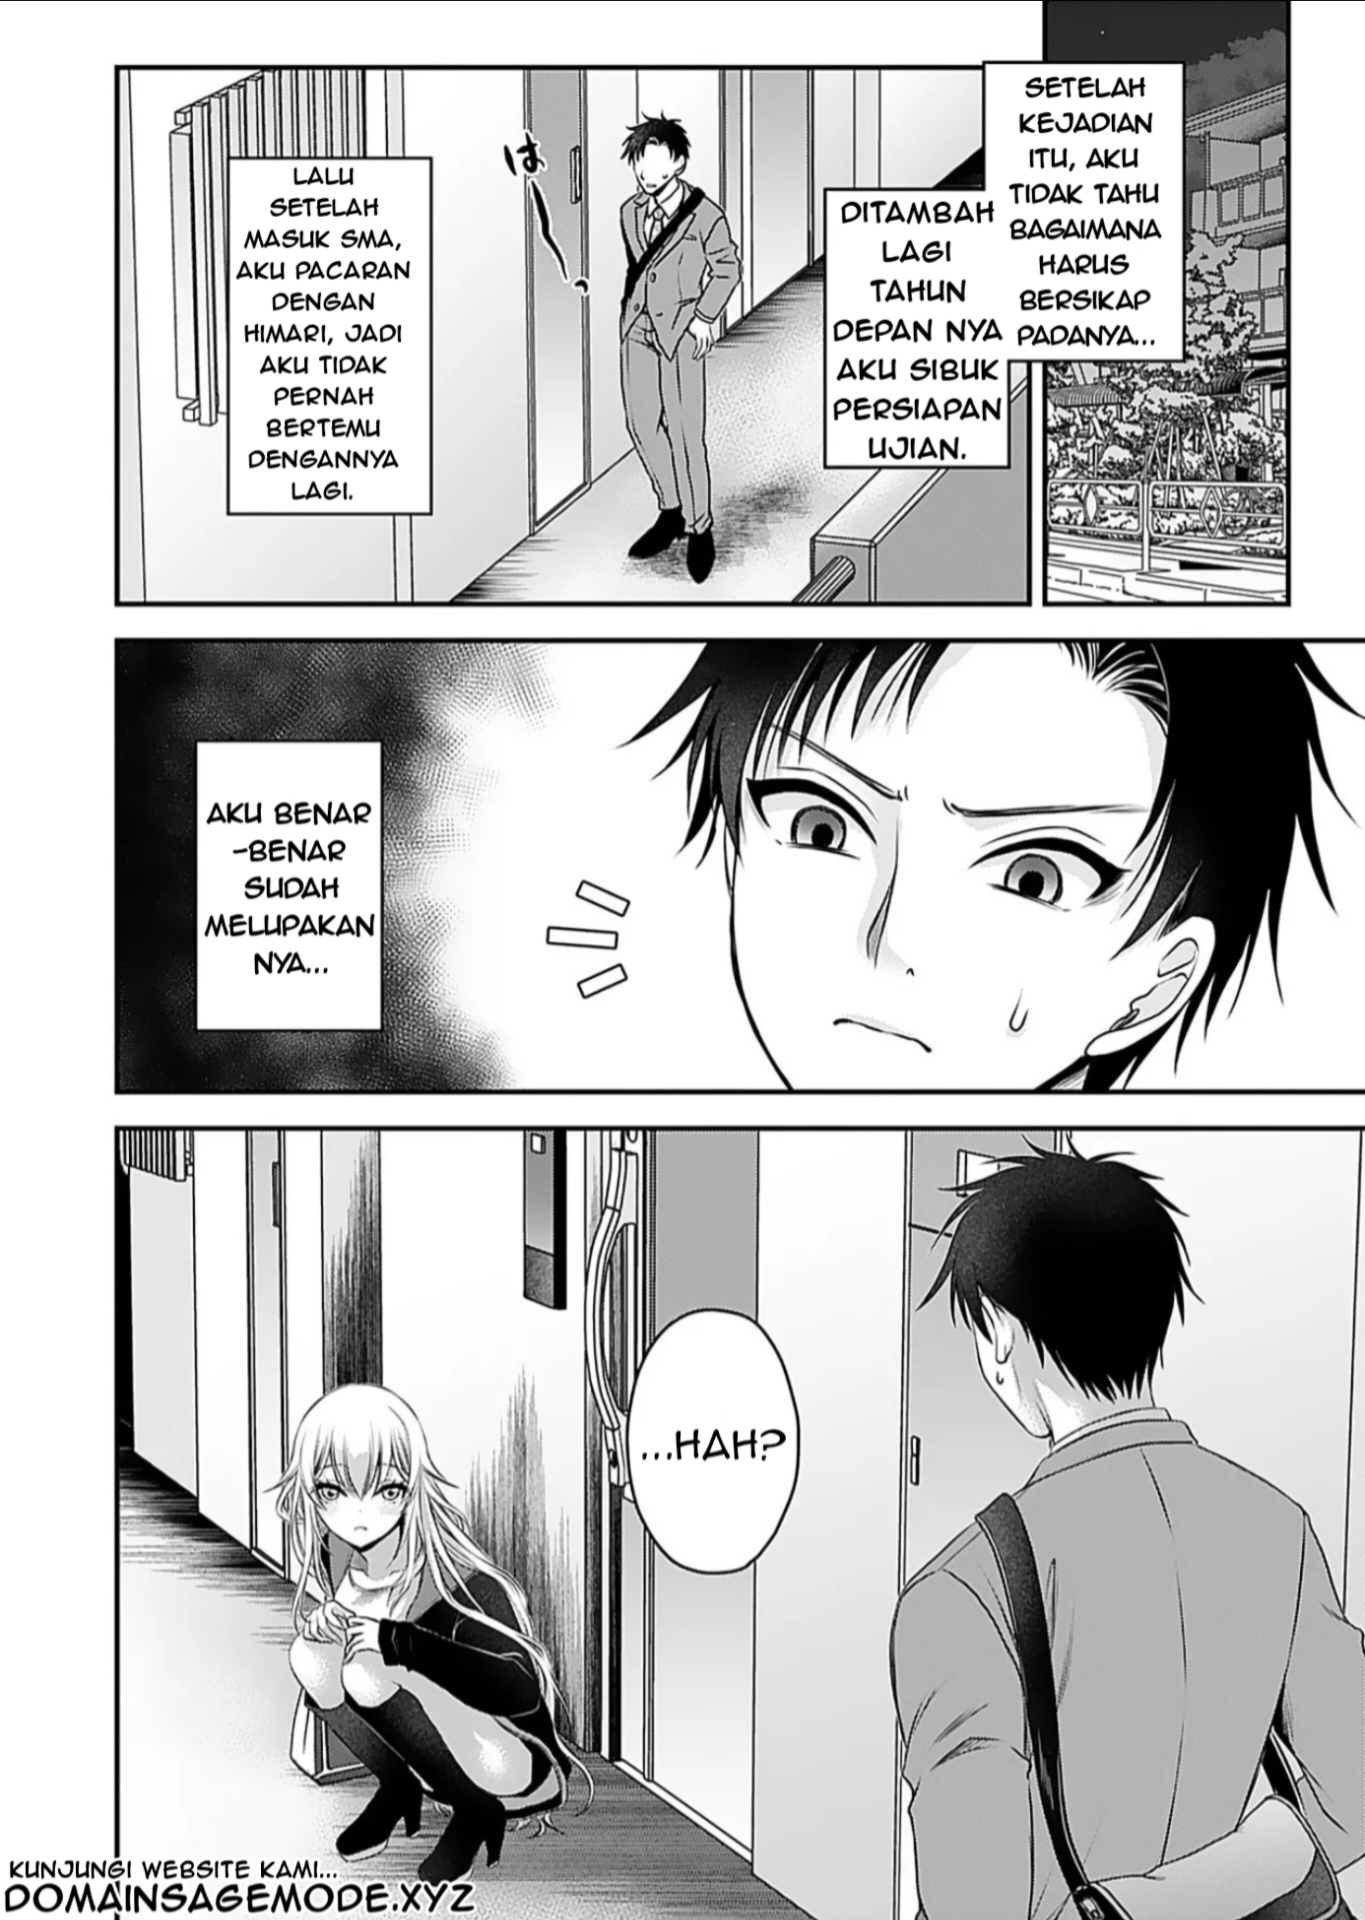 SETELAH
KEJADIAN
ITU, AKU
TIDAK TAHU
BAGAIMANA
HARUS
BERSIKAP
PADANYA...
DITAMBAH
LAGI
TAHUN
DEPAN NYA
AKU SIBUK
PERSIAPAN
UJIAN.
はーっ
LALU
SETELAH
MASUK SMA,
AKU PACARAN
DENGAN
HIMARI, JADI
AKU TIDAK
PERNAH
BERTEMU
DENGANNYA
LAGI.
AKU BENAR
-BENAR
SUDAH
MELUPAKAN
NYA...
...HAH?
KUNJUNGI WEBSITE KAMI...
DOMAINSAGEMODE.XYZ